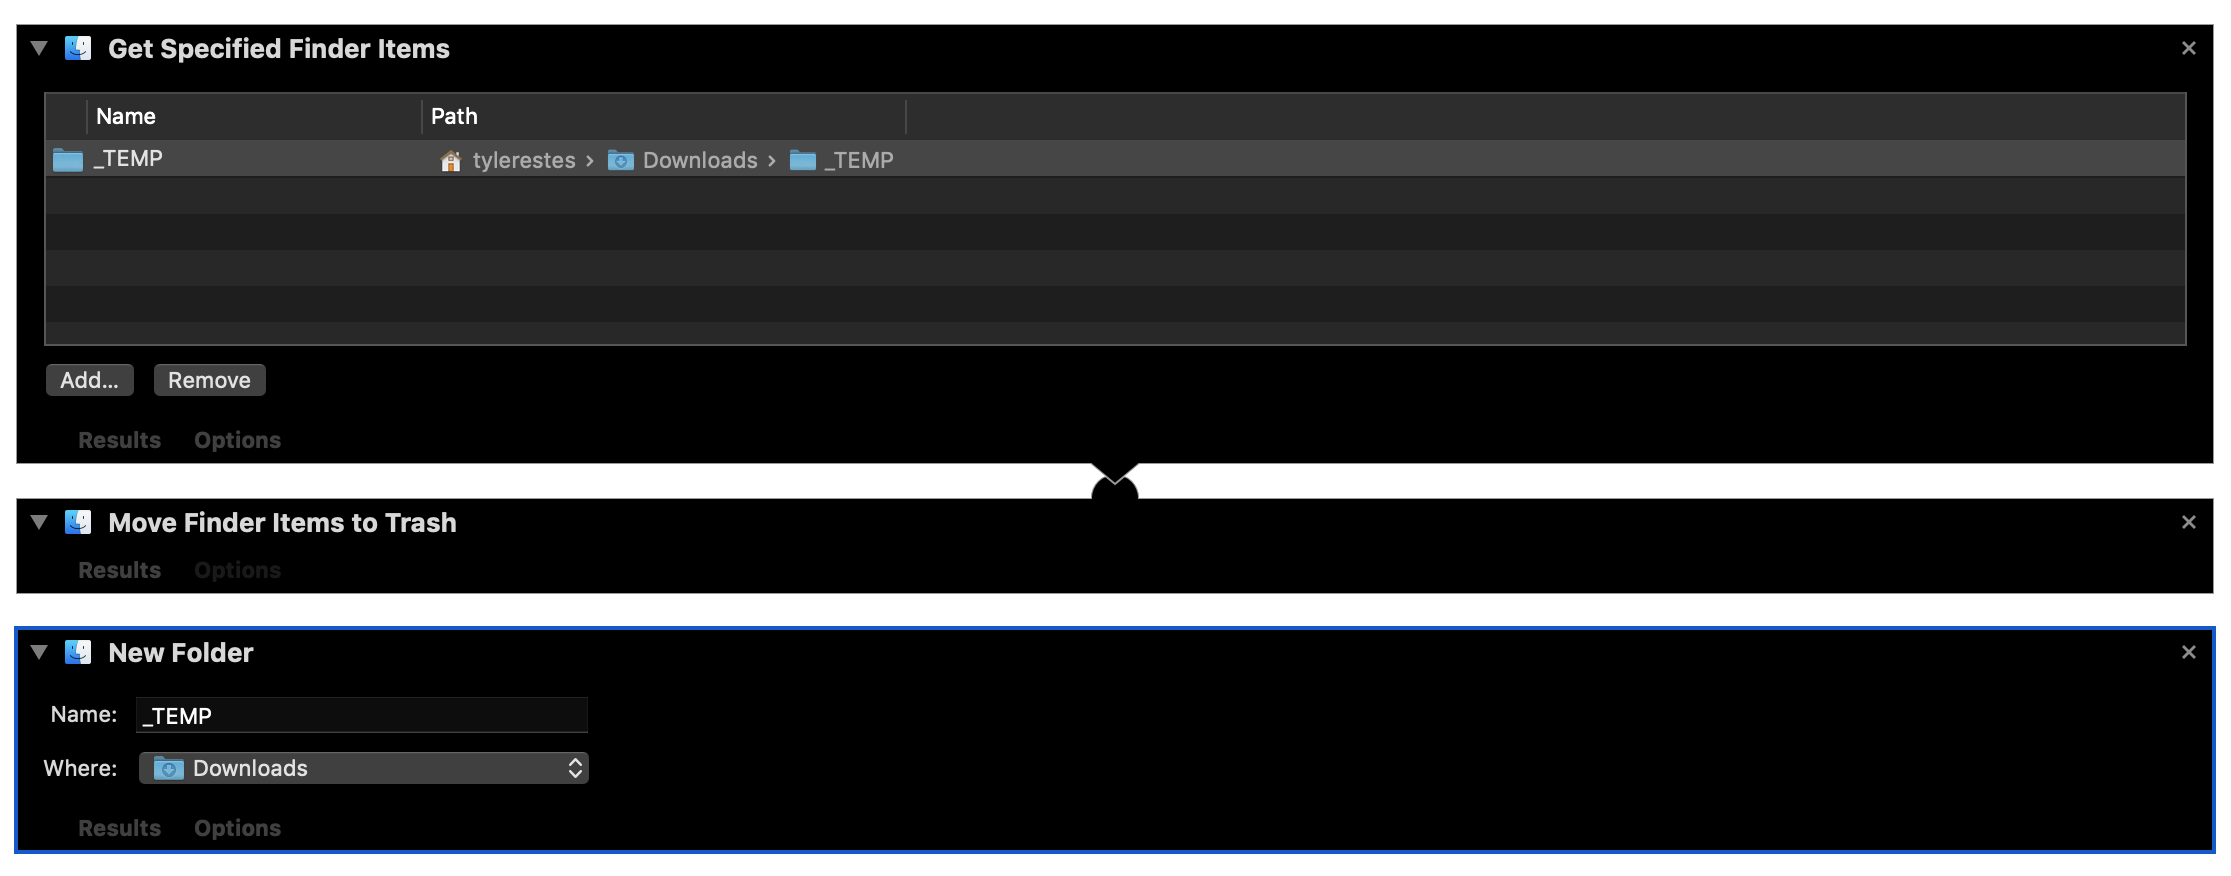 Get Specified Finder Items
Name Path
_TEMP tylerestes › Downloads › _TEMP
Add... Remove
Results Options
Move Finder Items to Trash
Results Options
New Folder
Name: _TEMP
Where: Downloads
Results Options